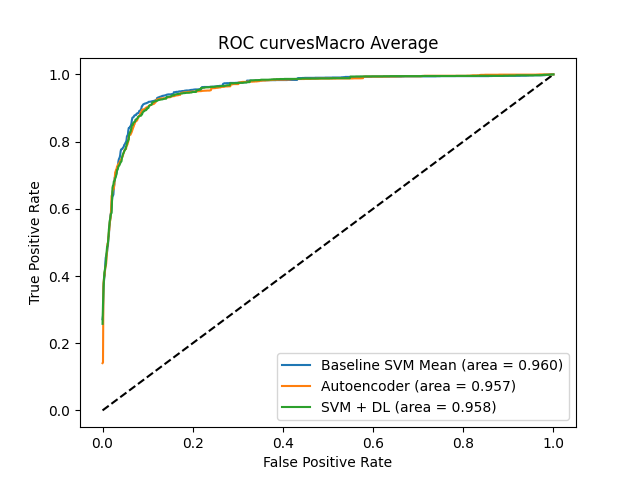 ROC curvesMacro Average
True Positive Rate
1.0
0.8
0.6
0.4
0.2
0.0
Baseline SVM Mean (area = 0.960)
Autoencoder (area = 0.957)
SVM + DL (area = 0.958)
0.0 0.2 0.4 0.6 0.8 1.0
False Positive Rate